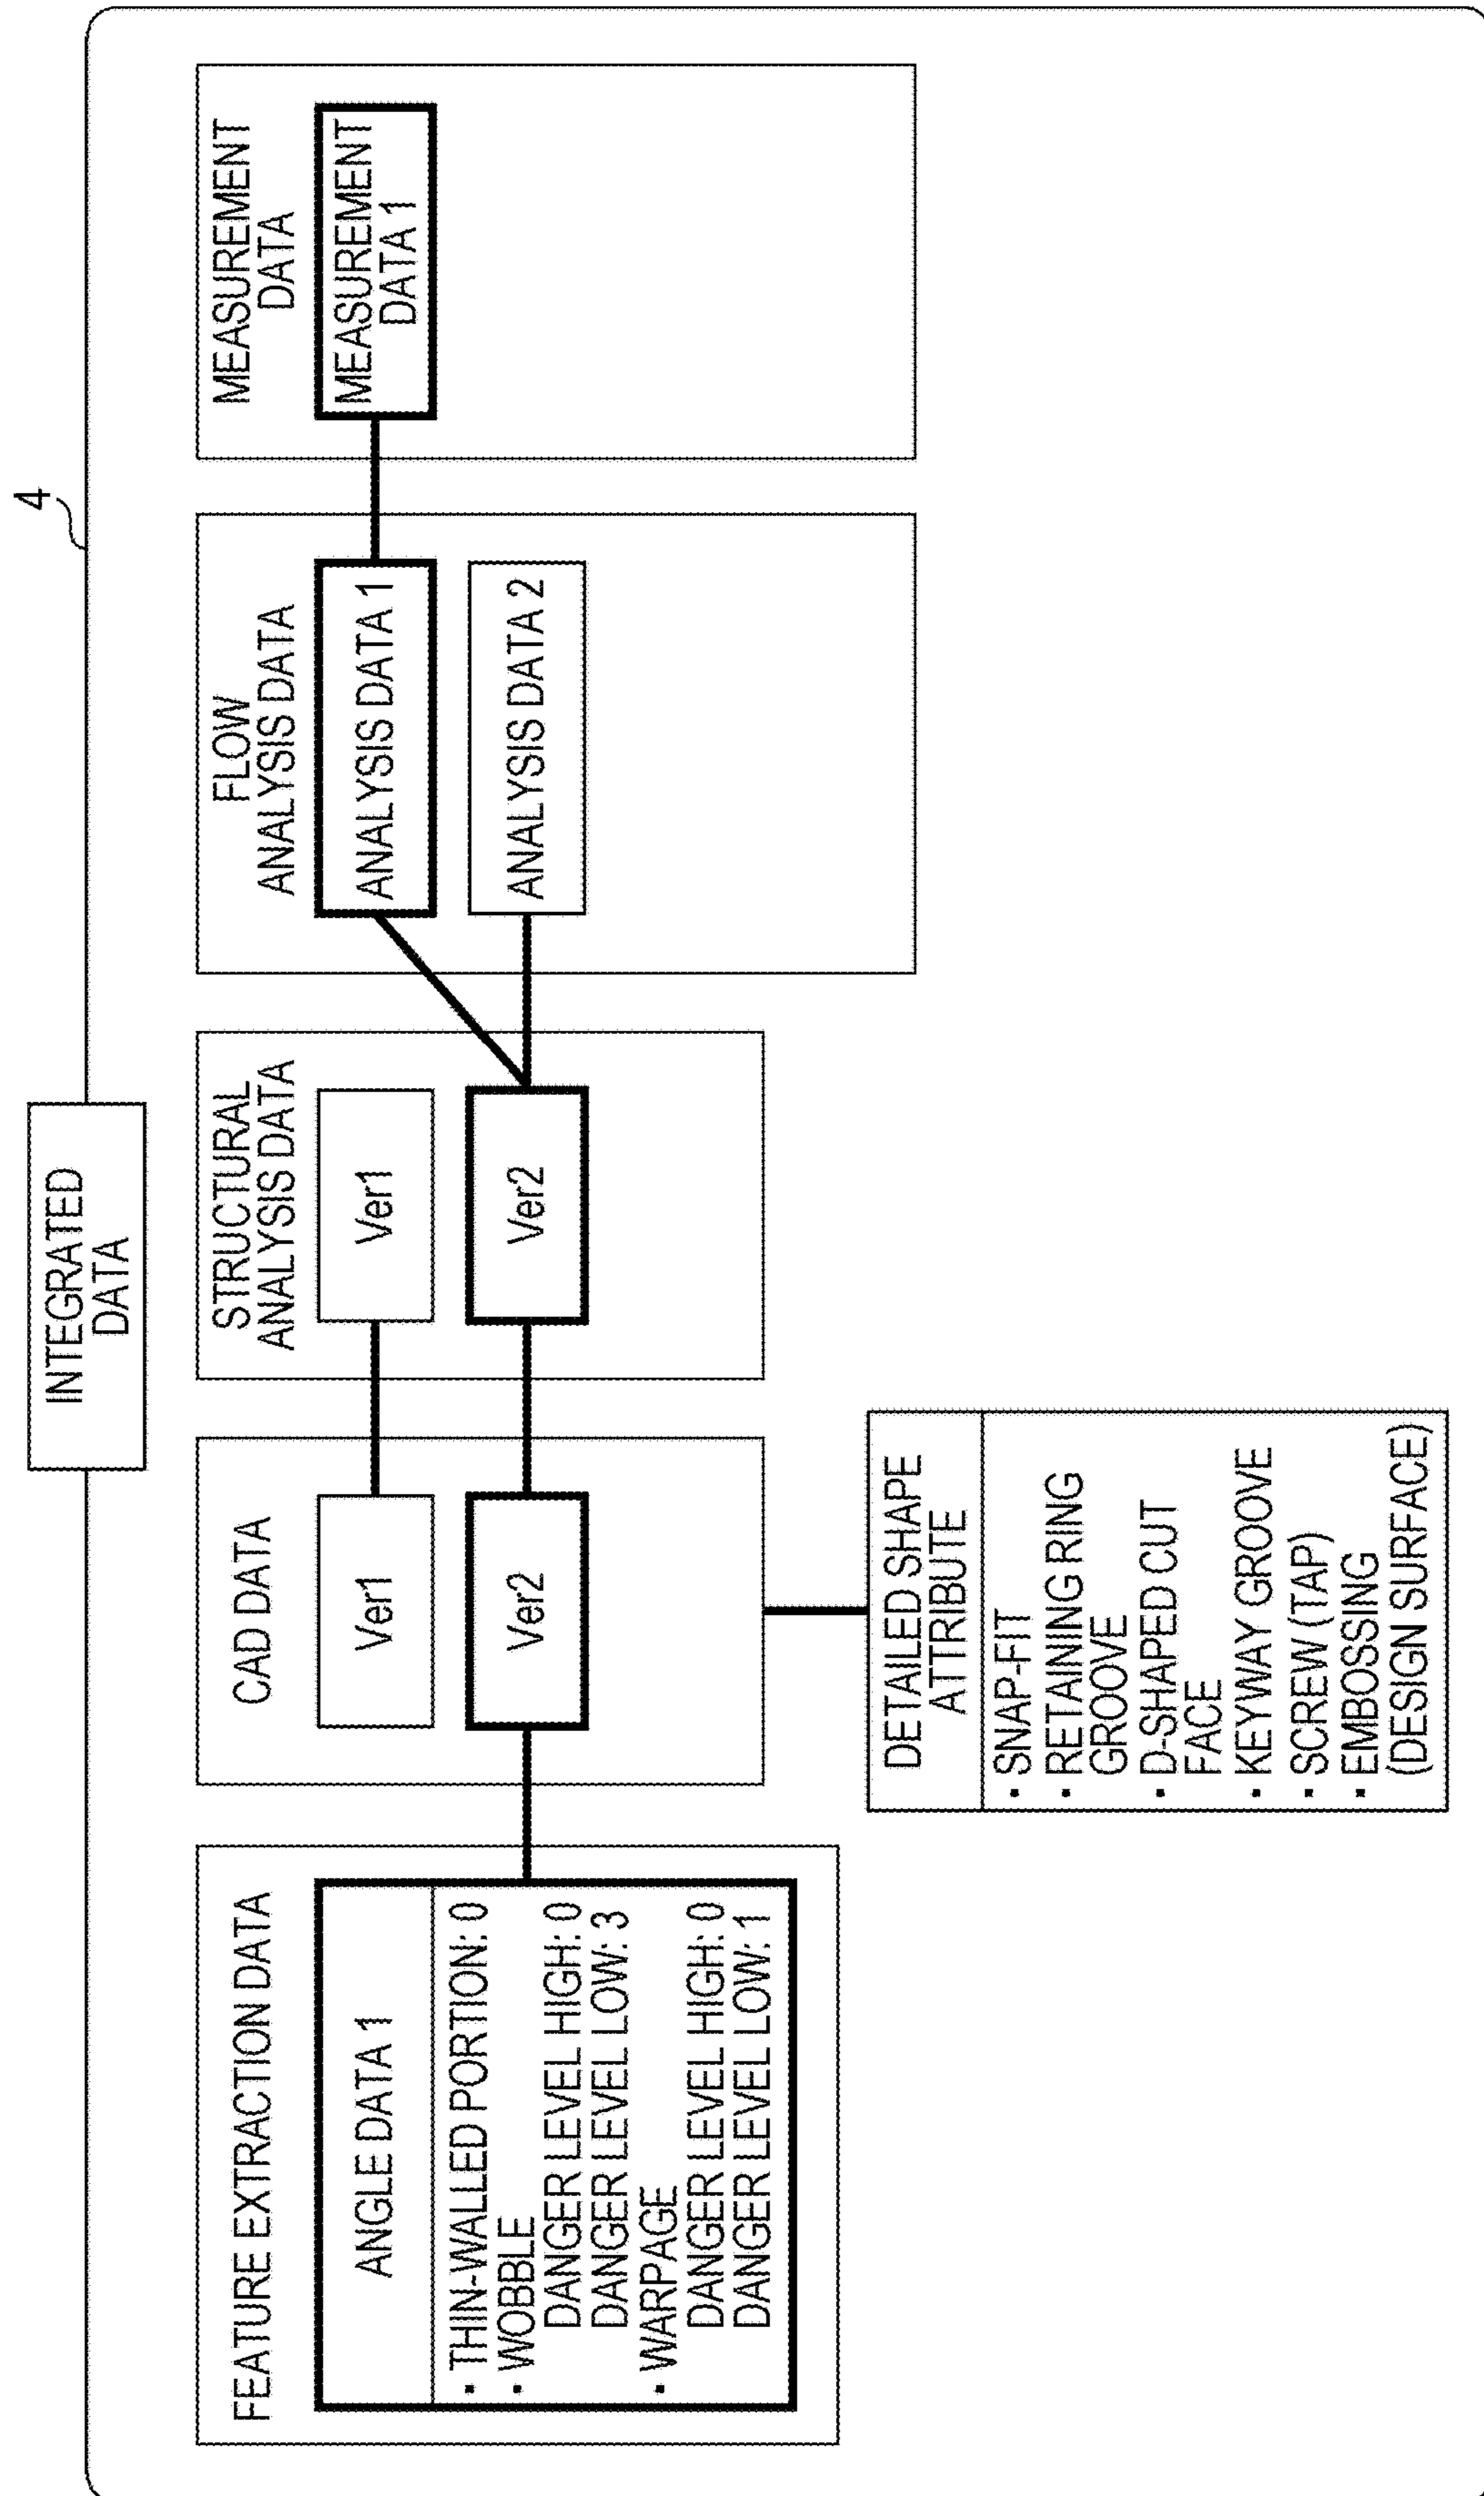 4
INTEGRATED
DATA
FEATURE EXTRACTION DATA
ANGLE DATA 1
• THIN-WALLED PORTION: 0
• WOBBLE
DANGER LEVEL HIGH: 0
DANGER LEVEL LOW: 3
• WARPAGE
DANGER LEVEL HIGH: 0
DANGER LEVEL LOW: 1
CAD DATA
Ver1
Ver2
DETAILED SHAPE
ATTRIBUTE
• SNAP-FIT
• RETAINING RING
GROOVE
• D-SHAPED CUT
FACE
• KEYWAY GROOVE
• SCREW (TAP)
• EMBOSSING
(DESIGN SURFACE)
STRUCTURAL
ANALYSIS DATA
Ver1
Ver2
FLOW
ANALYSIS DATA
ANALYSIS DATA 1
ANALYSIS DATA 2
MEASUREMENT
DATA
MEASUREMENT
DATA 1